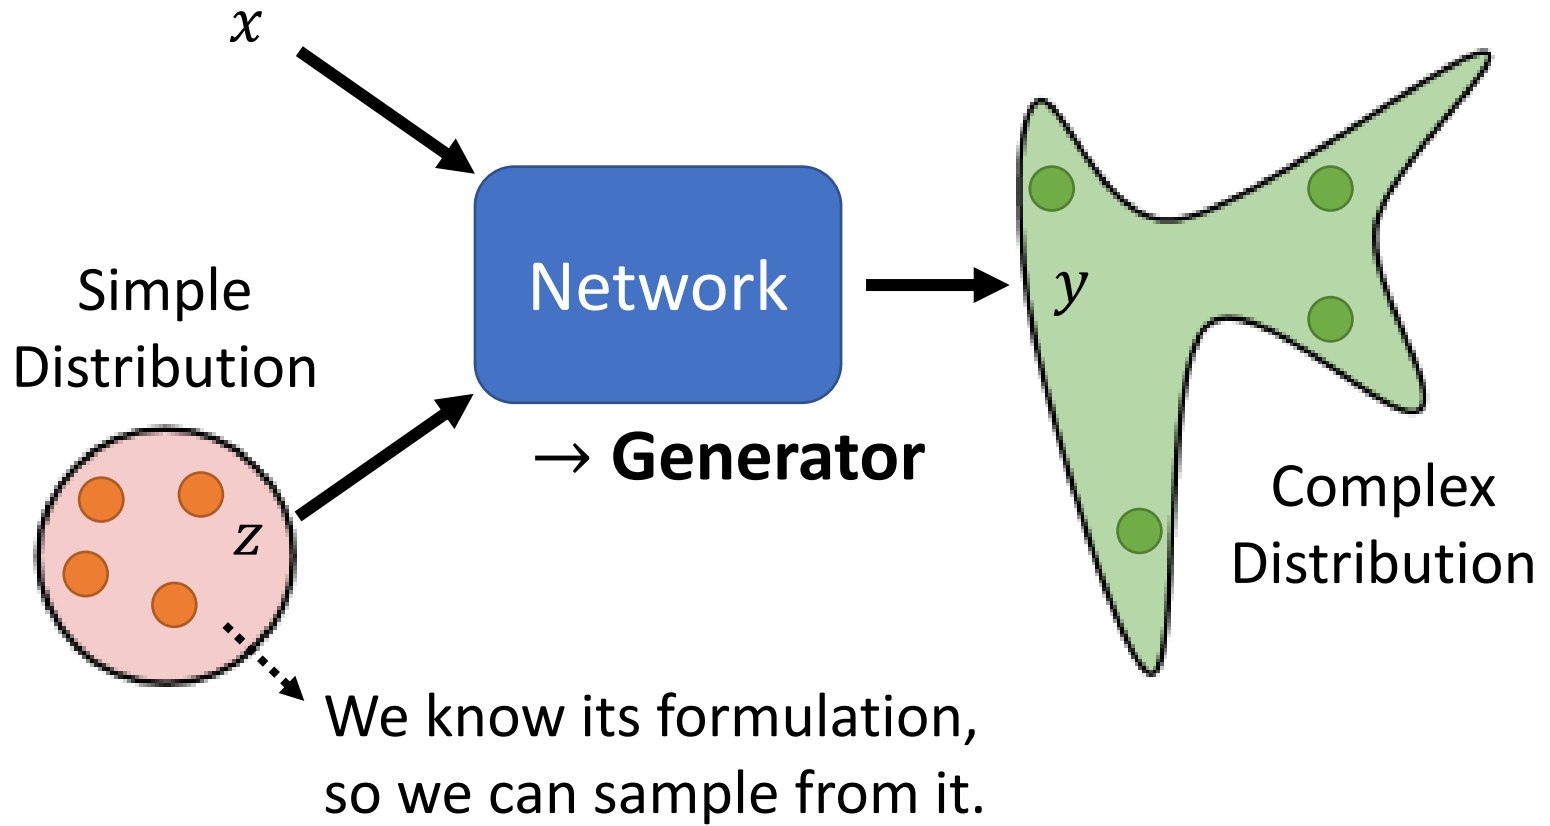 x
Simple
Distribution
z
Network
→ Generator
y
Complex
Distribution
We know its formulation,
so we can sample from it.